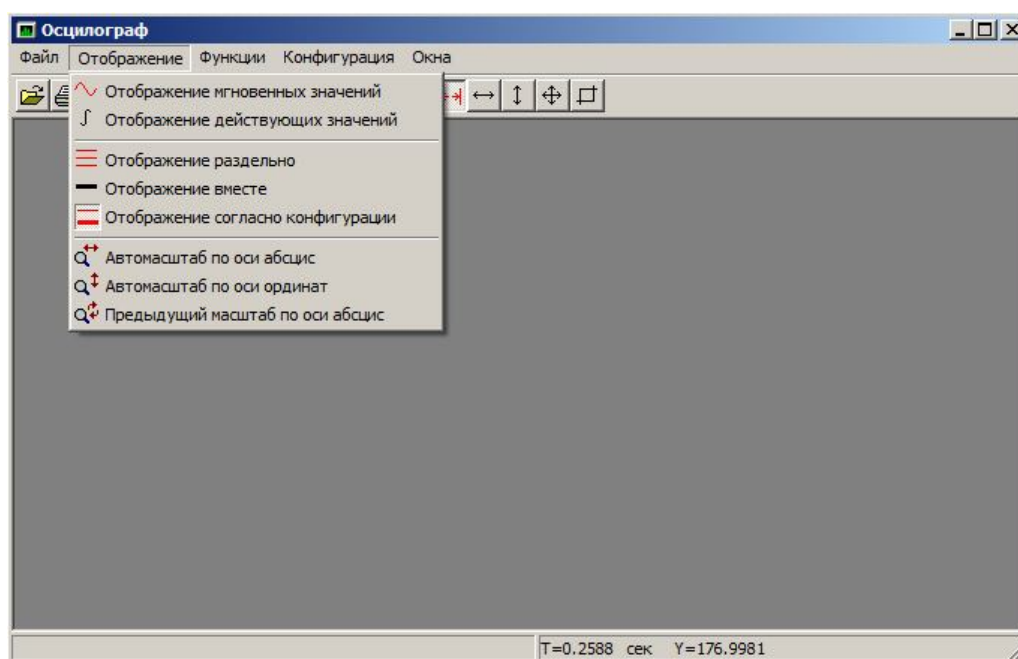 Осцилограф
Файл Отображение Функции Конфигурация Окна
Отображение мгновенных значений
Отображение действующих значений
Отображение раздельно
Отображение вместе
Отображение согласно конфигурации
Автомасштаб по оси абсцис
Автомасштаб по оси ординат
Предыдущий масштаб по оси абсцис
T=0.2588 сек Y=176.9981